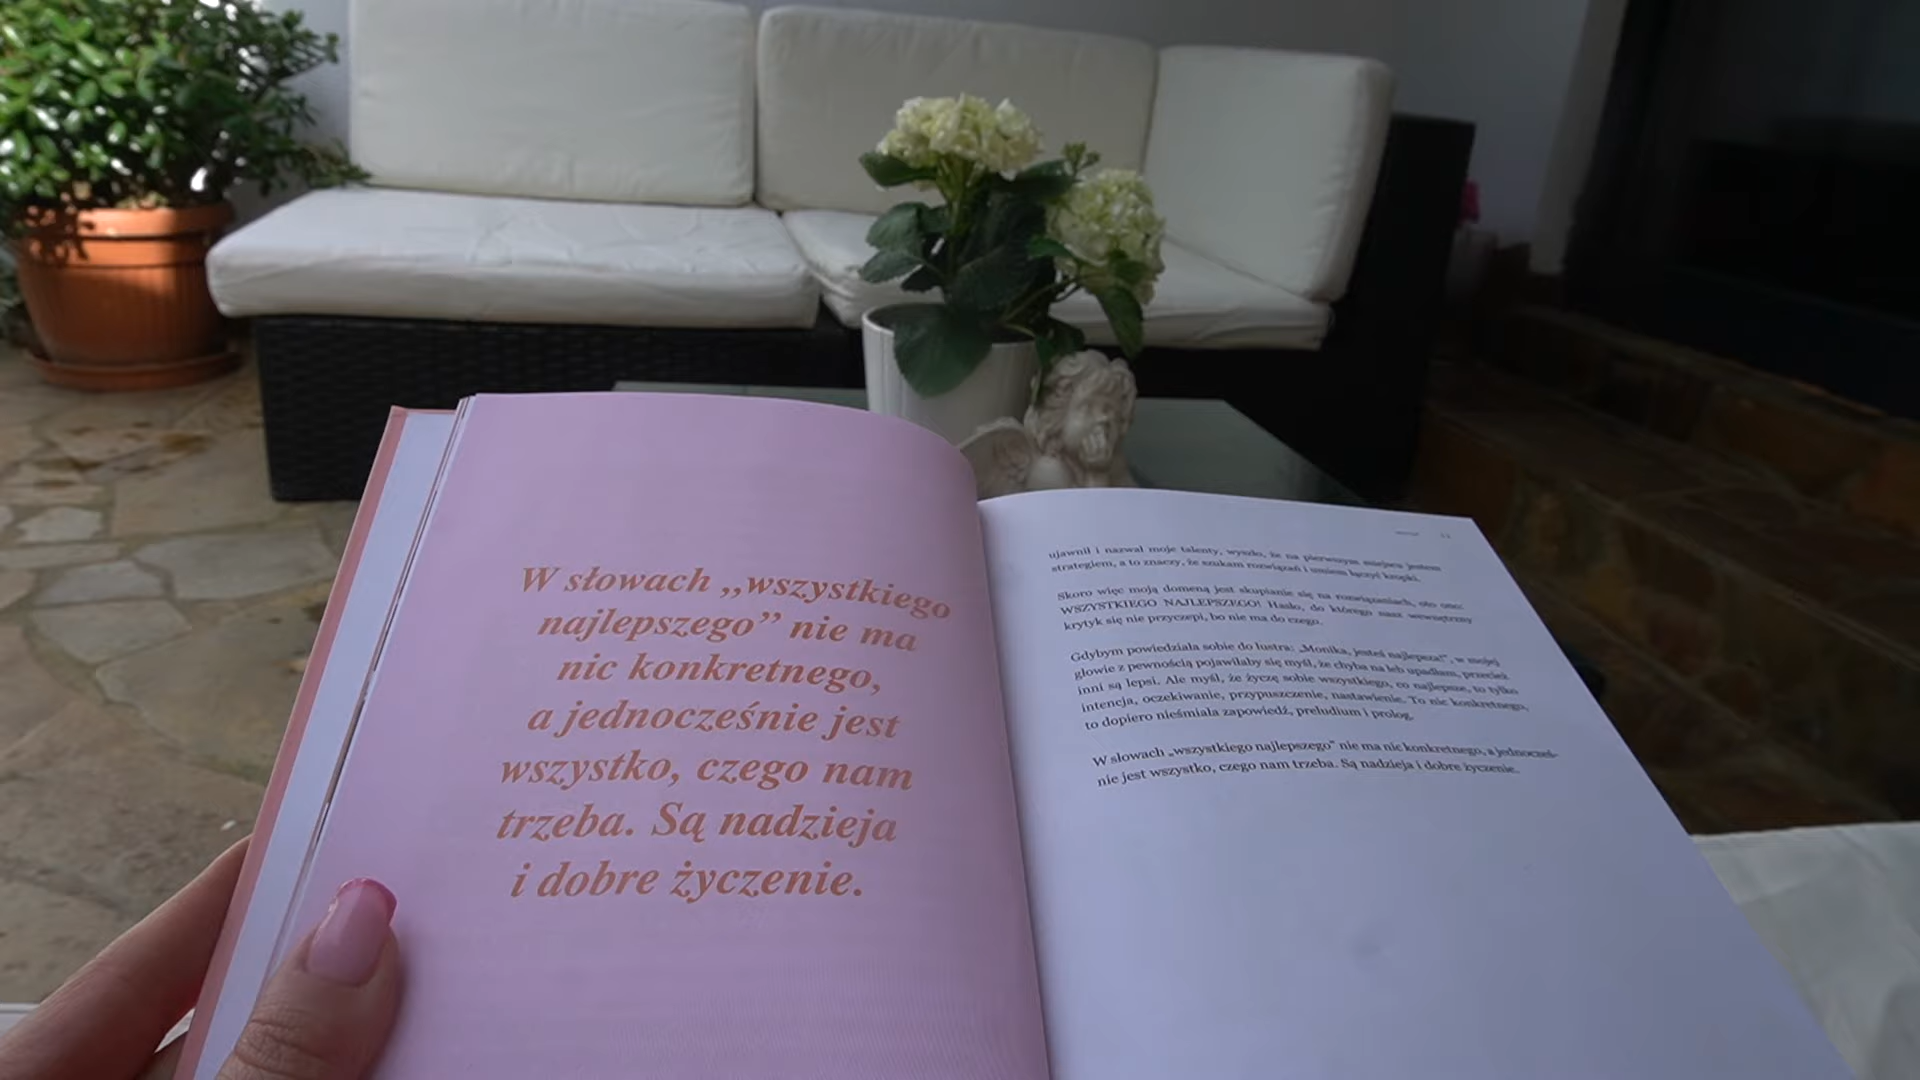 W słowach „wszystkiego
najlepszego” nie ma
nic konkretnego,
a jednocześnie jest
wszystko, czego nam
trzeba. Są nadzieja
i dobre życzenie.
ujawnił i nazwał moje talenty, wyszło, że na pierwszym miejscu jestem
strategiem, a to znaczy, że szukam rozwiązań i umiem łączyć kropki.
Skoro więc moją domeną jest skupianie się na rozwiązaniach, oto ono:
WSZYSTKIEGO NAJLEPSZEGO! Hasło, do którego nasz wewnętrzny
krytyk się nie przyczepi, bo nie ma do czego.
Gdybym powiedziała sobie do lustra: „Monika, jesteś najlepsza!”, w mojej
głowie z pewnością pojawiłaby się myśl, że chyba na łeb upadłam, przecież
inni są lepsi. Ale myśl, że życzę sobie wszystkiego, co najlepsze, to tylko
intencja, oczekiwanie, przypuszczenie, nastawienie. To nic konkretnego,
to dopiero nieśmiała zapowiedź, preludium i prolog.
W słowach „wszystkiego najlepszego” nie ma nic konkretnego, a jednocześ-
nie jest wszystko, czego nam trzeba. Są nadzieja i dobre życzenie.